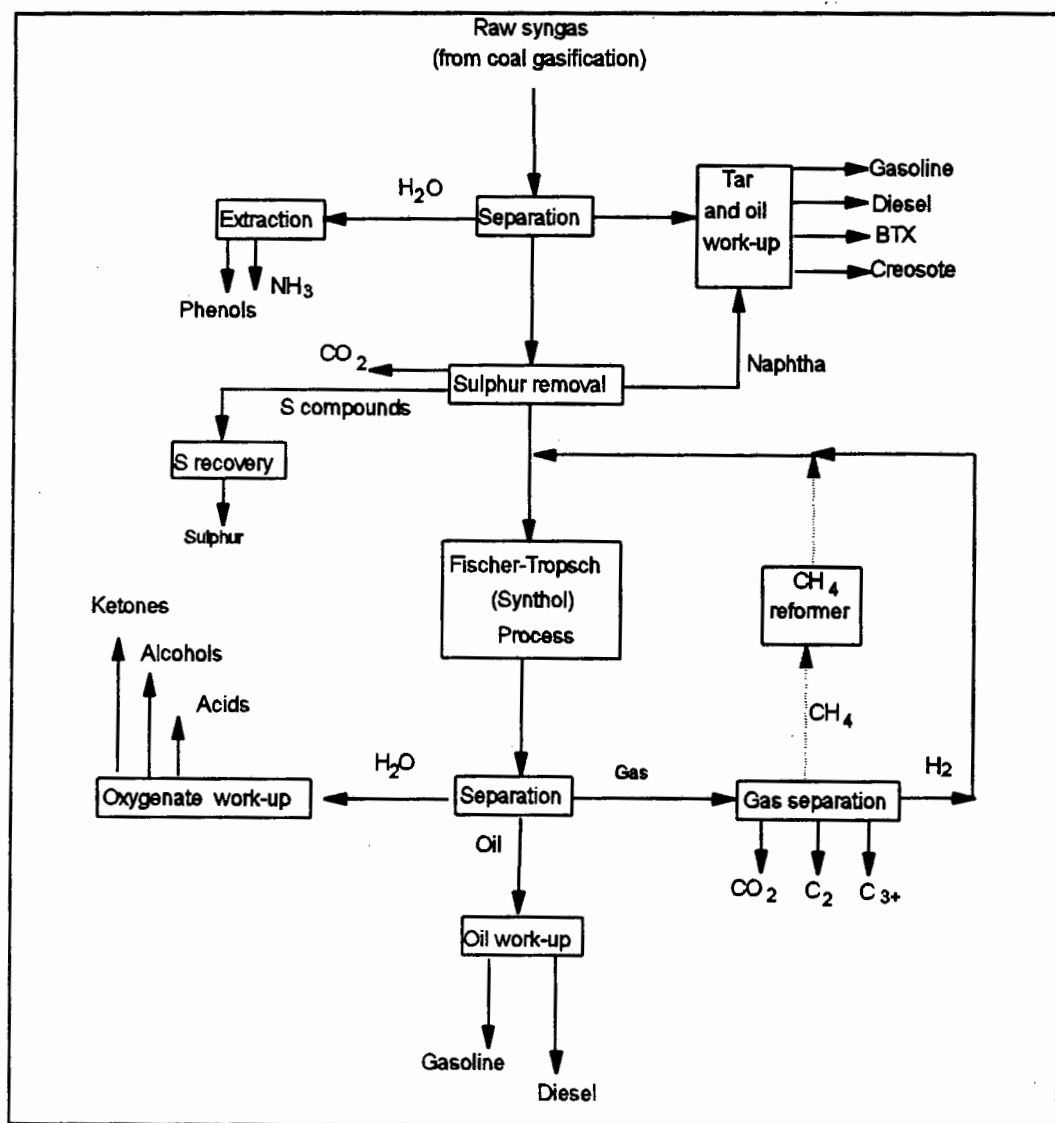 Raw syngas
(from coal gasification)
H2O
Separation
Extraction
Tar
and oil
work-up
Gasoline
Diesel
BTX
Creosote
Phenols
NH3
CO2
Sulphur removal
Naphtha
S compounds
S recovery
Sulphur
Fischer-Tropsch
(Synthol)
Process
CH4
reformer
Ketones
Alcohols
Acids
CH4
H2O
Gas
H2
Oxygenate work-up
Separation
Gas separation
Oil
CO2
C2
C3+
Oil work-up
Gasoline
Diesel